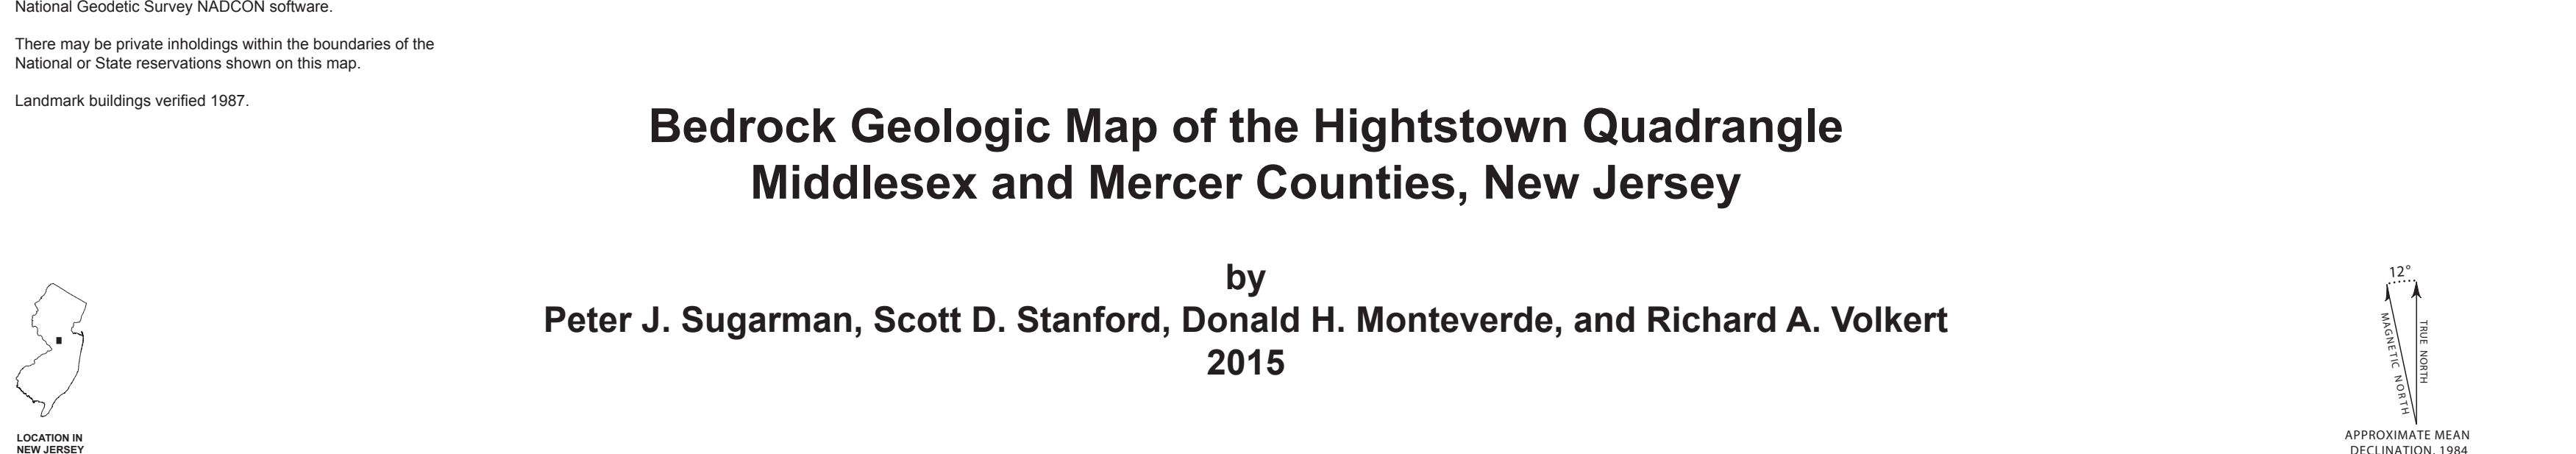 National Geodetic Survey NADCON software.
There may be private inholdings within the boundaries of the
National or State reservations shown on this map.
Landmark buildings verified 1987.
Bedrock Geologic Map of the Hightstown Quadrangle
Middlesex and Mercer Counties, New Jersey
by
Peter J. Sugarman, Scott D. Stanford, Donald H. Monteverde, and Richard A. Volkert
2015
LOCATION IN
NEW JERSEY
12°
MAGNETIC NORTH
TRUE NORTH
APPROXIMATE MEAN
DECLINATION, 1984